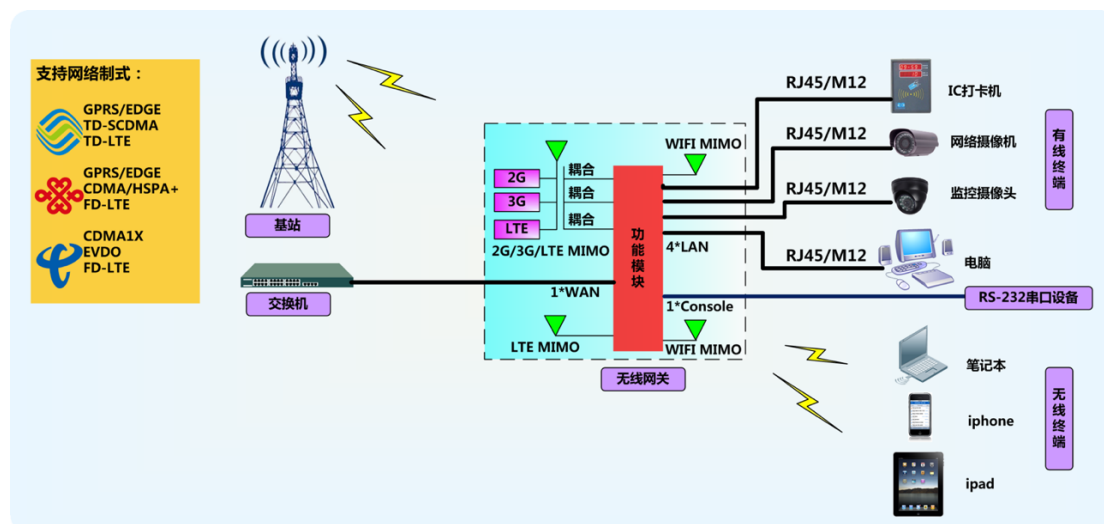 支持网络制式：
GPRS/EDGE
TD-SCDMA
TD-LTE
GPRS/EDGE
CDMA/HSPA+
FD-LTE
CDMA1X
EVDO
FD-LTE
基站
交换机
1*WAN
2G
3G
LTE
耦合
耦合
耦合
2G/3G/LTE MIMO
WIFI MIMO
功能模块
4*LAN
1*Console
LTE MIMO
WIFI MIMO
无线网关
RJ45/M12
IC打卡机
RJ45/M12
网络摄像机
RJ45/M12
监控摄像头
RJ45/M12
电脑
有线终端
RS-232串口设备
笔记本
iphone
ipad
无线终端